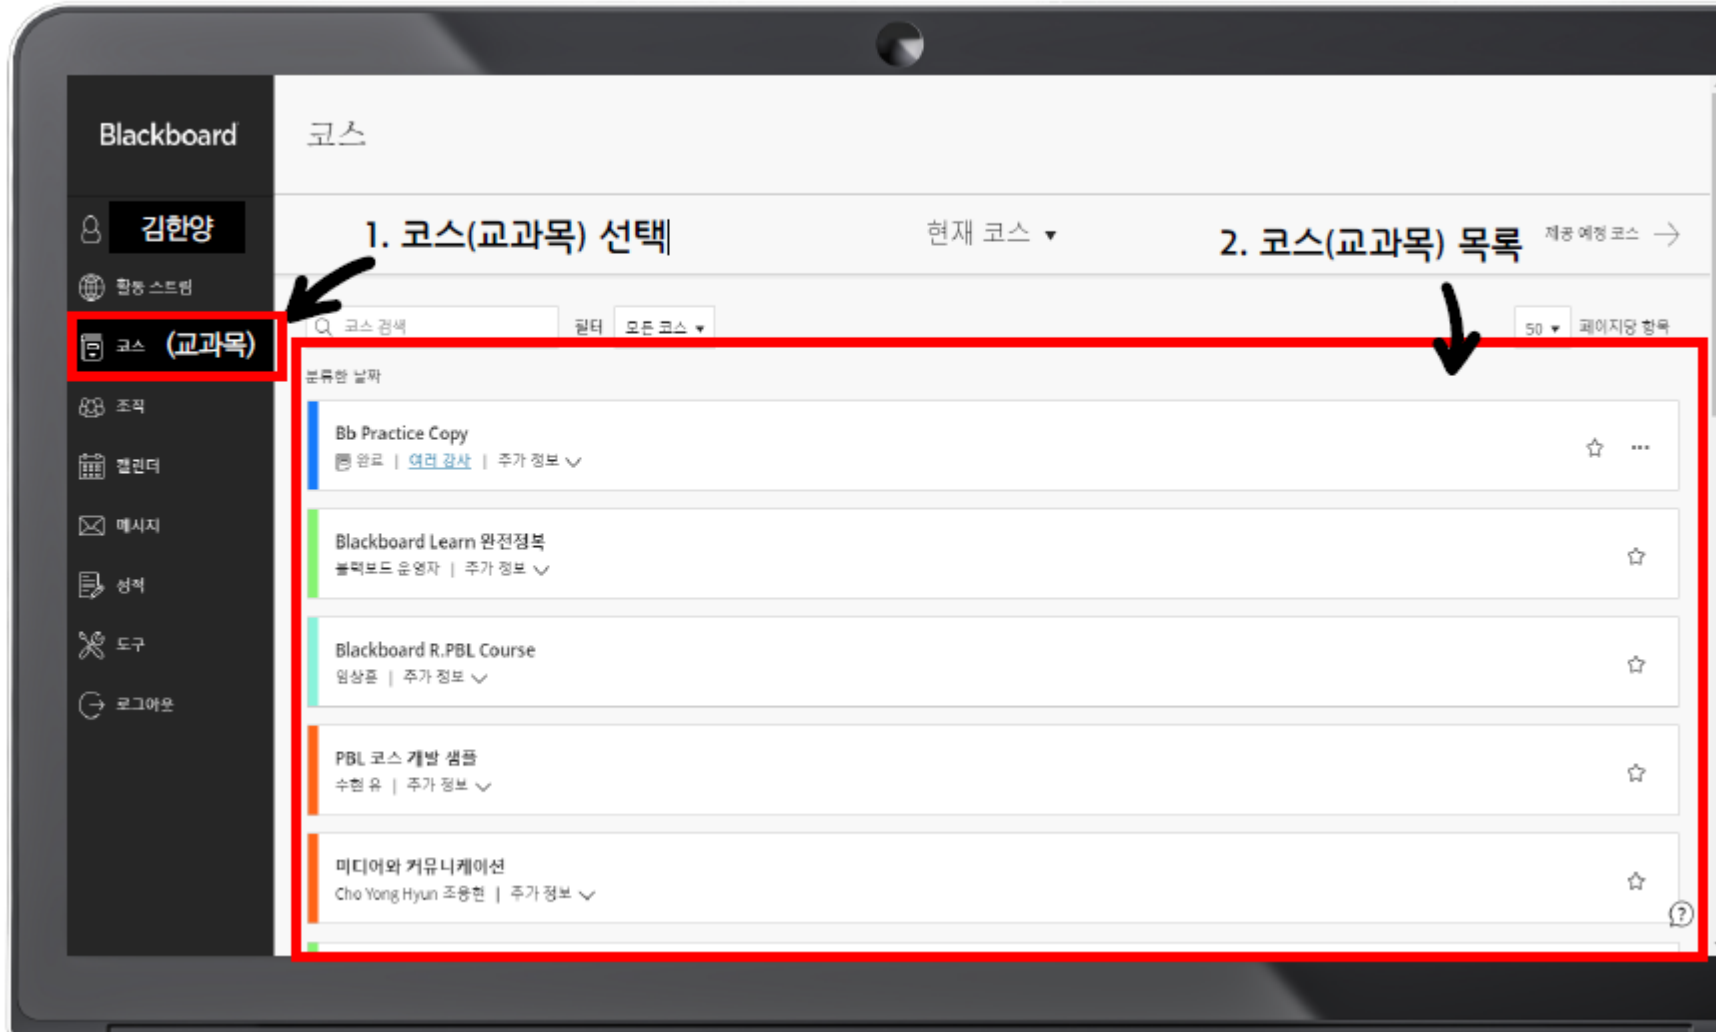 Blackboard
코스
김한양
1. 코스(교과목) 선택
현재 코스 ▾
2. 코스(교과목) 목록
제공 예정 코스 →
활동 스트림
코스 (교과목)
조직
캘린더
메시지
성적
도구
로그아웃
코스 검색
필터 모든 코스 ▾
50 ▾ 페이지당 항목
분류한 날짜
Bb Practice Copy
완료 | 여러 강사 | 주가 정보
Blackboard Learn 완전정복
블랙보드 운영자 | 주가 정보
Blackboard R.PBL Course
임상훈 | 주가 정보
PBL 코스 개발 샘플
수현 유 | 주가 정보
미디어와 커뮤니케이션
Cho Yong Hyun 조용현 | 주가 정보